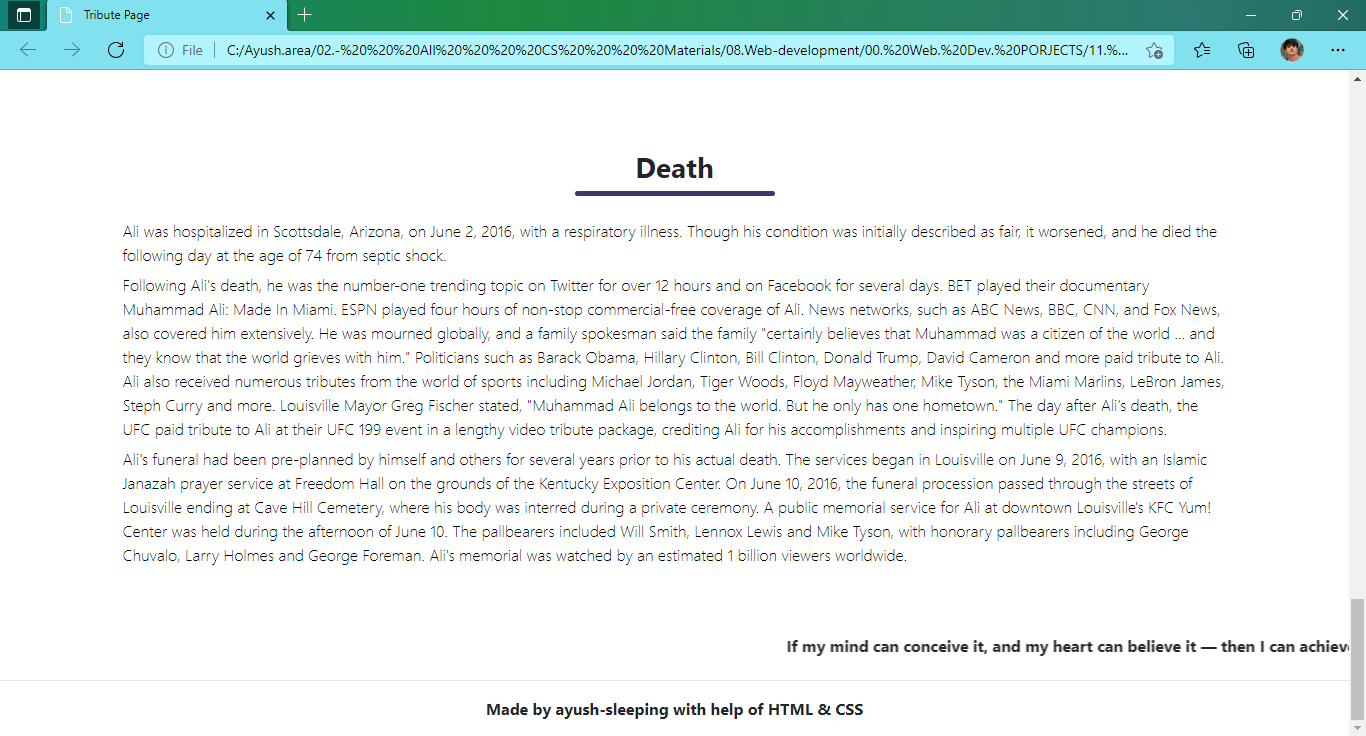 Tribute Page
File
C:/Ayush.area/02.-%20%20%20All%20%20%20%20CS%20%20%20%20Materials/08.Web-development/00.%20Web.%20Dev.%20PORJECTS/11.%...
Death
Ali was hospitalized in Scottsdale, Arizona, on June 2, 2016, with a respiratory illness. Though his condition was initially described as fair, it worsened, and he died the
following day at the age of 74 from septic shock.
Following Ali's death, he was the number-one trending topic on Twitter for over 12 hours and on Facebook for several days. BET played their documentary
Muhammad Ali: Made In Miami. ESPN played four hours of non-stop commercial-free coverage of Ali. News networks, such as ABC News, BBC, CNN, and Fox News,
also covered him extensively. He was mourned globally, and a family spokesman said the family "certainly believes that Muhammad was a citizen of the world ... and
they know that the world grieves with him." Politicians such as Barack Obama, Hillary Clinton, Bill Clinton, Donald Trump, David Cameron and more paid tribute to Ali.
Ali also received numerous tributes from the world of sports including Michael Jordan, Tiger Woods, Floyd Mayweather, Mike Tyson, the Miami Marlins, LeBron James,
Steph Curry and more. Louisville Mayor Greg Fischer stated, "Muhammad Ali belongs to the world. But he only has one hometown." The day after Ali's death, the
UFC paid tribute to Ali at their UFC 199 event in a lengthy video tribute package, crediting Ali for his accomplishments and inspiring multiple UFC champions.
Ali's funeral had been pre-planned by himself and others for several years prior to his actual death. The services began in Louisville on June 9, 2016, with an Islamic
Janazah prayer service at Freedom Hall on the grounds of the Kentucky Exposition Center. On June 10, 2016, the funeral procession passed through the streets of
Louisville ending at Cave Hill Cemetery, where his body was interred during a private ceremony. A public memorial service for Ali at downtown Louisville's KFC Yum!
Center was held during the afternoon of June 10. The pallbearers included Will Smith, Lennox Lewis and Mike Tyson, with honorary pallbearers including George
Chuvalo, Larry Holmes and George Foreman. Ali's memorial was watched by an estimated 1 billion viewers worldwide.
If my mind can conceive it, and my heart can believe it — then I can achiev
Made by ayush-sleeping with help of HTML & CSS